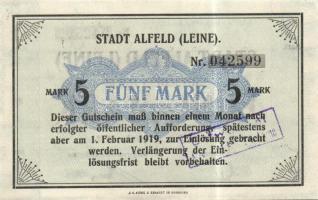 STADT ALFELD (LEINE).
Nr. 042599
MARK 5 FÜNF MARK 5 MARK
Dieser Gutschein muß binnen einem Monat nach
erfolgter öffentlicher Aufforderung, spätestens
aber am 1. Februar 1919, zur Einlösung gebracht
werden. Verlängerung der Ein-
lösungsfrist bleibt vorbehalten.